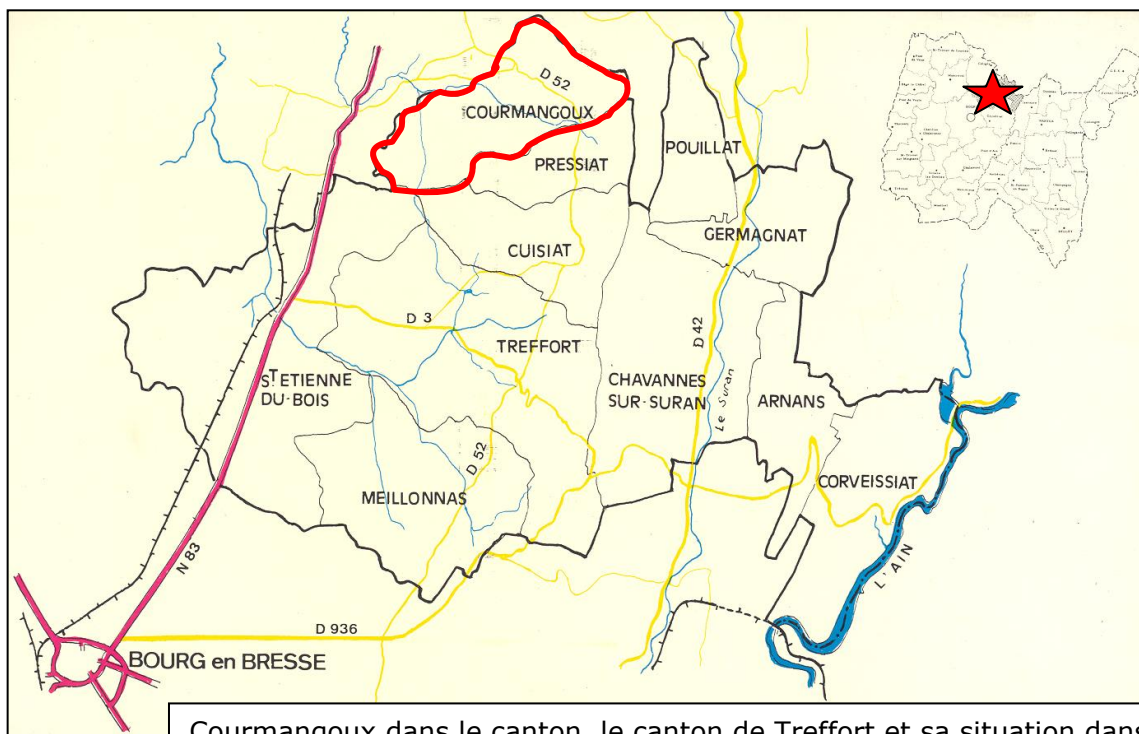 D 52
COURMANGOUX
PRESSIAT
POUILLAT
GERMAGNAT
CUISIAT
D 3
TREFFORT
D 42
Le Suran
ST ETIENNE
DU-BOIS
CHAVANNES
SUR-SURAN
ARNANS
D 52
MEILLONNAS
CORVEISSIAT
N 83
L'AIN
D 936
BOURG en BRESSE
Courmangoux dans le canton, le canton de Treffort et sa situation dans